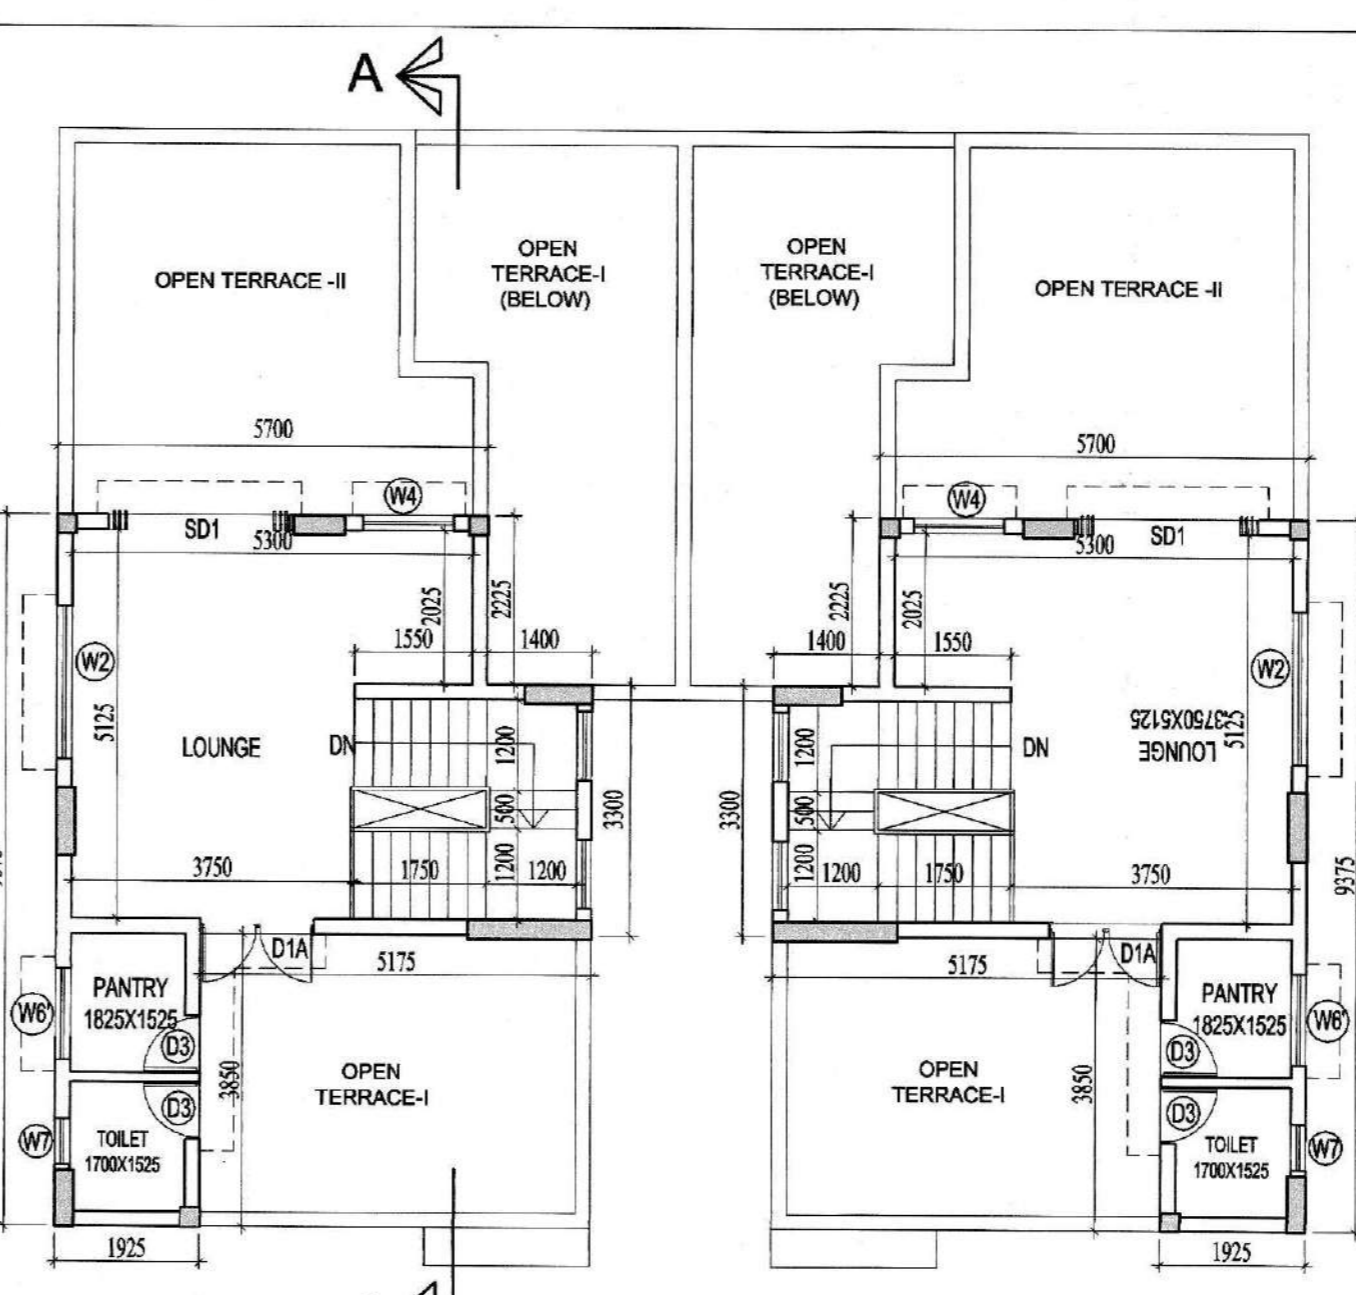 A
OPEN TERRACE -II
OPEN
TERRACE-I
(BELOW)
OPEN
TERRACE-I
(BELOW)
OPEN TERRACE -II
5700
5700
W4
W4
SD1
SD1
5300
5300
2025
2225
2225
2025
1550
1400
1400
1550
W2
W2
5125
LOUNGE
DN
1200
500
1200
3300
3300
1200
500
1200
DN
LOUNGE
3750X5125
5125
3750
1750
1200
1200
1750
3750
9375
D1A
D1A
5175
5175
PANTRY
1825X1525
PANTRY
1825X1525
W6'
W6'
D3
D3
3850
OPEN
TERRACE-I
OPEN
TERRACE-I
3850
D3
D3
W7
W7
TOILET
1700X1525
TOILET
1700X1525
1925
1925